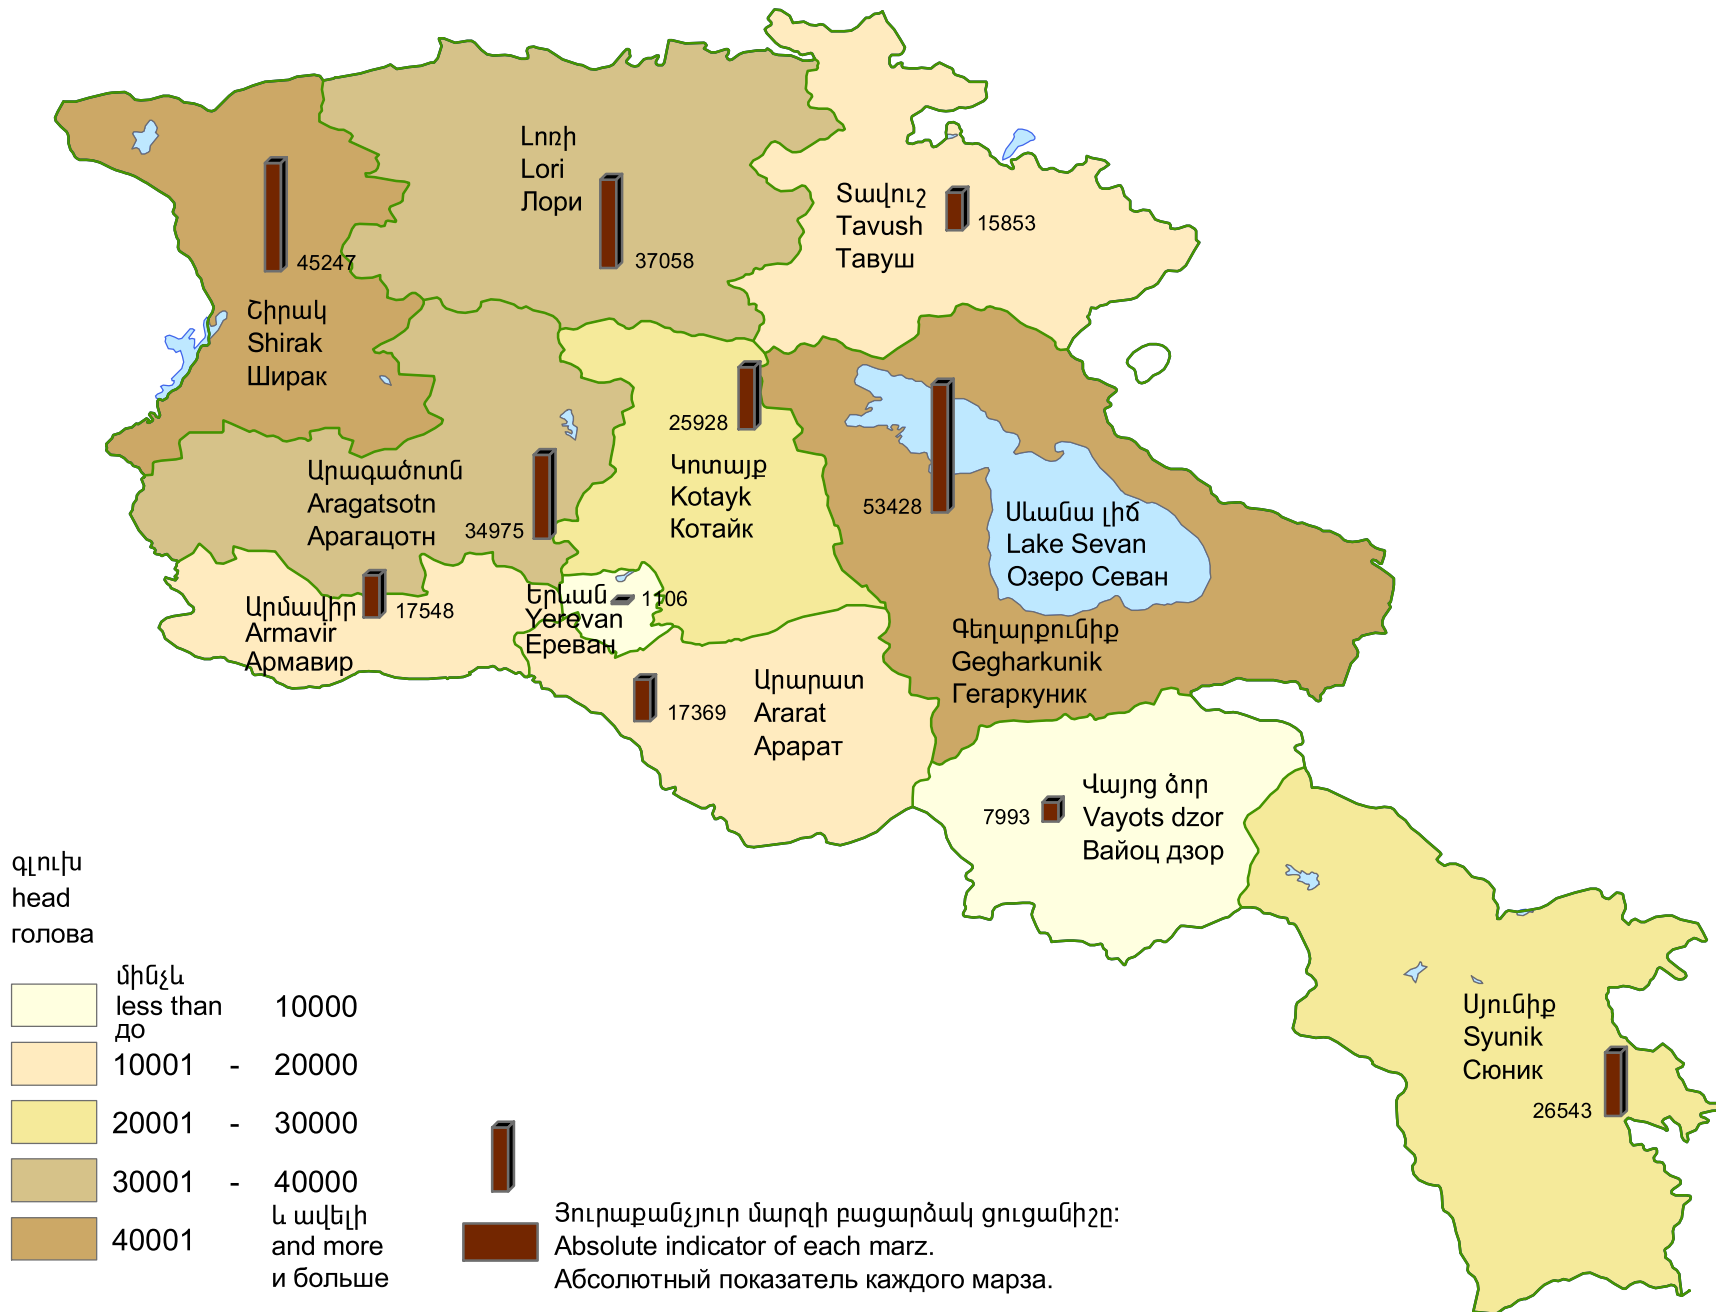 Լոռի
Lori
Лори
37058
Տավուշ
Tavush
Тавуш
15853
45247
Շիրակ
Shirak
Ширак
25928
Կոտայք
Kotayk
Котайк
Արագածոտն
Aragatsotn
Арагацотн
34975
53428
Սևանա լիճ
Lake Sevan
Озеро Севан
Արմավիր
Armavir
Армавир
17548
Երևան
Yerevan
Ереван
1106
Գեղարքունիք
Gegharkunik
Гегаркуник
17369
Արարատ
Ararat
Арарат
7993
Վայոց ձոր
Vayots dzor
Вайоц дзор
Սյունիք
Syunik
Сюник
26543
գլուխ
head
голова
մինչև
less than 10000
до
10001 - 20000
20001 - 30000
30001 - 40000
40001
և ավելի
and more
и больше
Յուրաքանչյուր մարզի բացարձակ ցուցանիշը:
Absolute indicator of each marz.
Абсолютный показатель каждого марза.